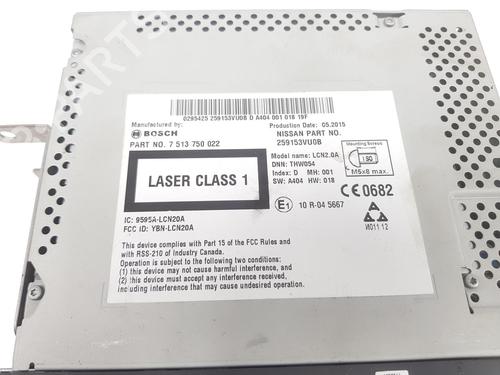 PARTS
0295425 259153VU0B D A404 001 018 19F
Manufactured by:
BOSCH
PART NO. 7 513 750 022
Production Date: 05.2015
NISSAN PART NO.
259153VU0B
Model name: LCN2.0A
DNN: THW054
Index: D MH: 001
SW: A404 HW: 018
Mounting Screws
ISO
M5x8 max.
LASER CLASS 1
CE0682
E1 10 R-04 5667
IC: 9595A-LCN20A
FCC ID: YBN-LCN20A
This device complies with Part 15 of the FCC Rules and
with RSS-210 of Industry Canada.
Operation is subject to the following two conditions:
(1) this device may not cause harmful interference, and
(2) this device must accept any interference received,
including interference that may cause undesired operation.